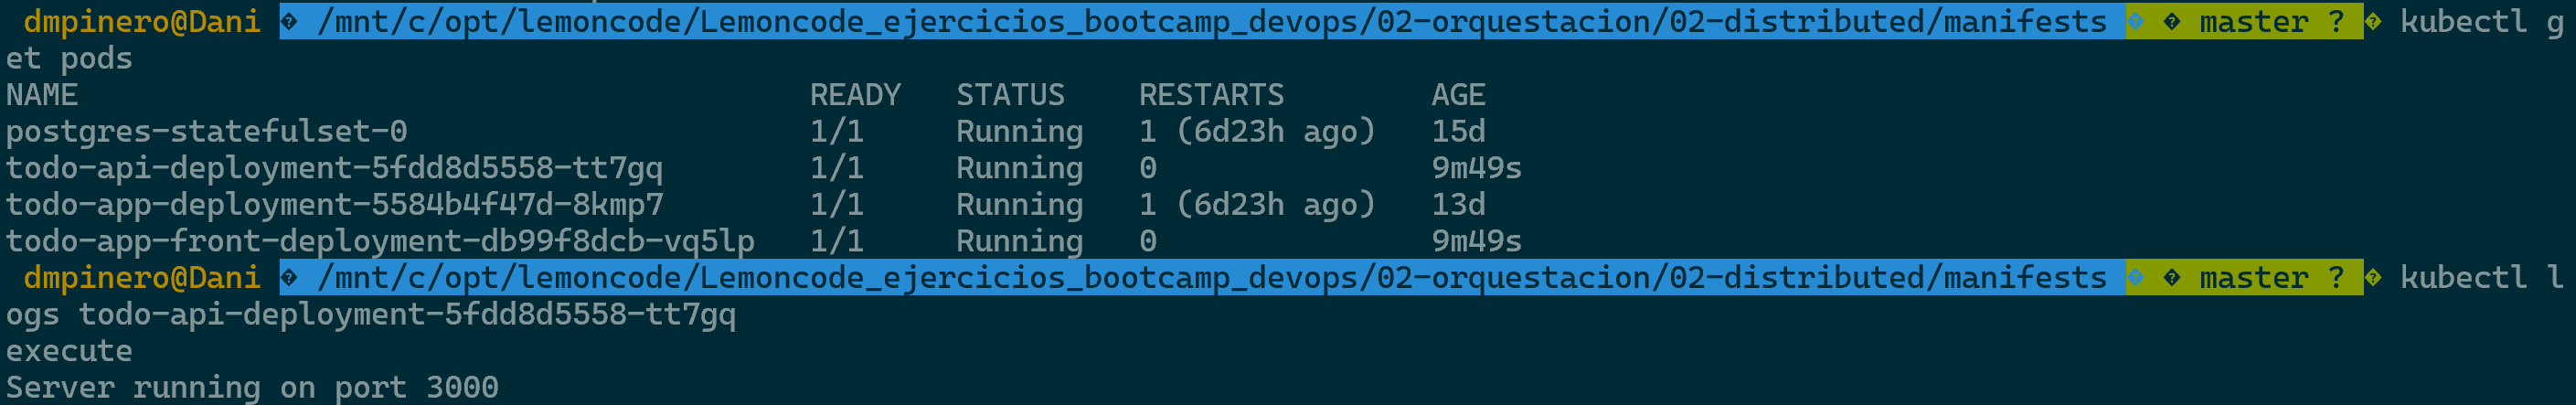 dmpinero@Dani � /mnt/c/opt/lemoncode/Lemoncode_ejercicios_bootcamp_devops/02-orquestacion/02-distributed/manifests � � master ? � kubectl g
et pods
NAME READY STATUS RESTARTS AGE
postgres-statefulset-0 1/1 Running 1 (6d23h ago) 15d
todo-api-deployment-5fdd8d5558-tt7gq 1/1 Running 0 9m49s
todo-app-deployment-5584b4f47d-8kmp7 1/1 Running 1 (6d23h ago) 13d
todo-app-front-deployment-db99f8dcb-vq5lp 1/1 Running 0 9m49s
dmpinero@Dani � /mnt/c/opt/lemoncode/Lemoncode_ejercicios_bootcamp_devops/02-orquestacion/02-distributed/manifests � � master ? � kubectl l
ogs todo-api-deployment-5fdd8d5558-tt7gq
execute
Server running on port 3000